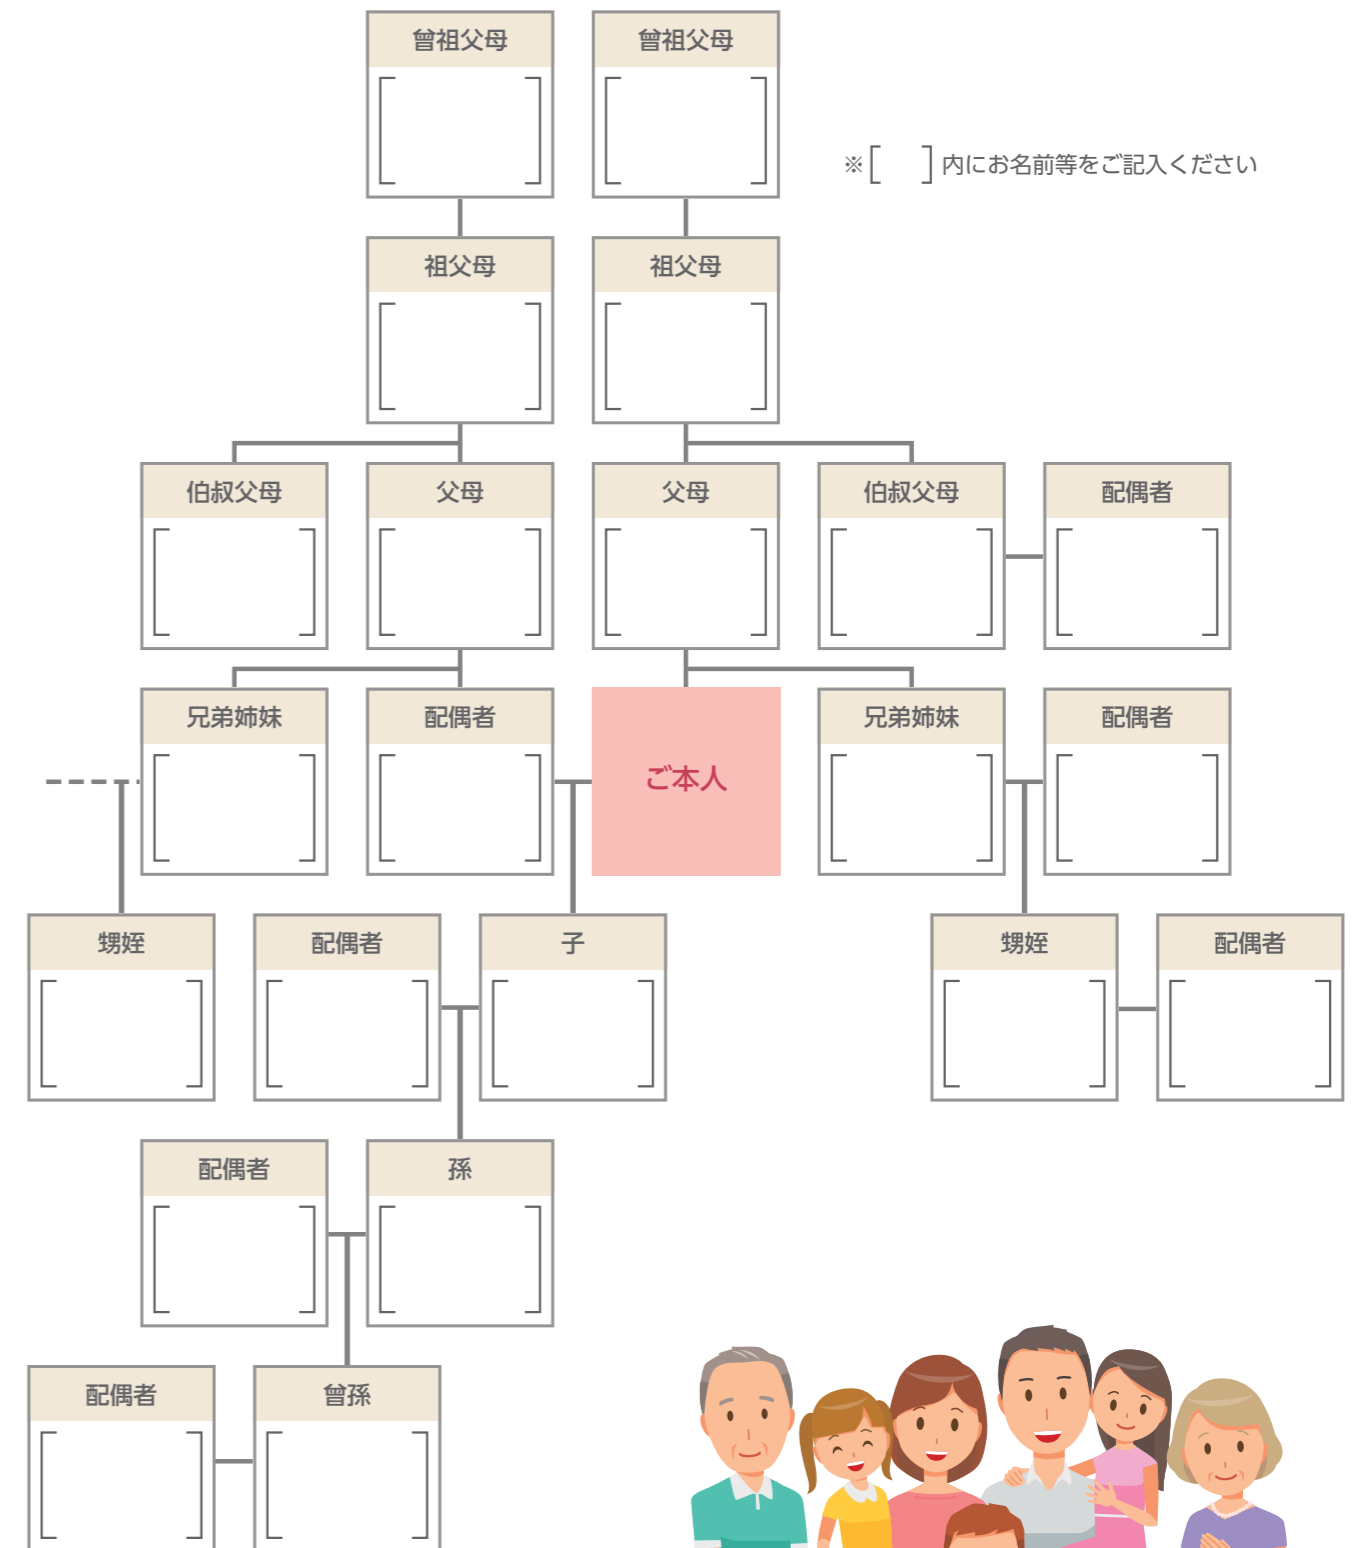 曾祖父母
曾祖父母
※[ ]内にお名前等をご記入ください
祖父母
祖父母
伯叔父母
父母
父母
伯叔父母
配偶者
兄弟姉妹
配偶者
ご本人
兄弟姉妹
配偶者
甥姪
配偶者
子
甥姪
配偶者
配偶者
孫
配偶者
曾孫